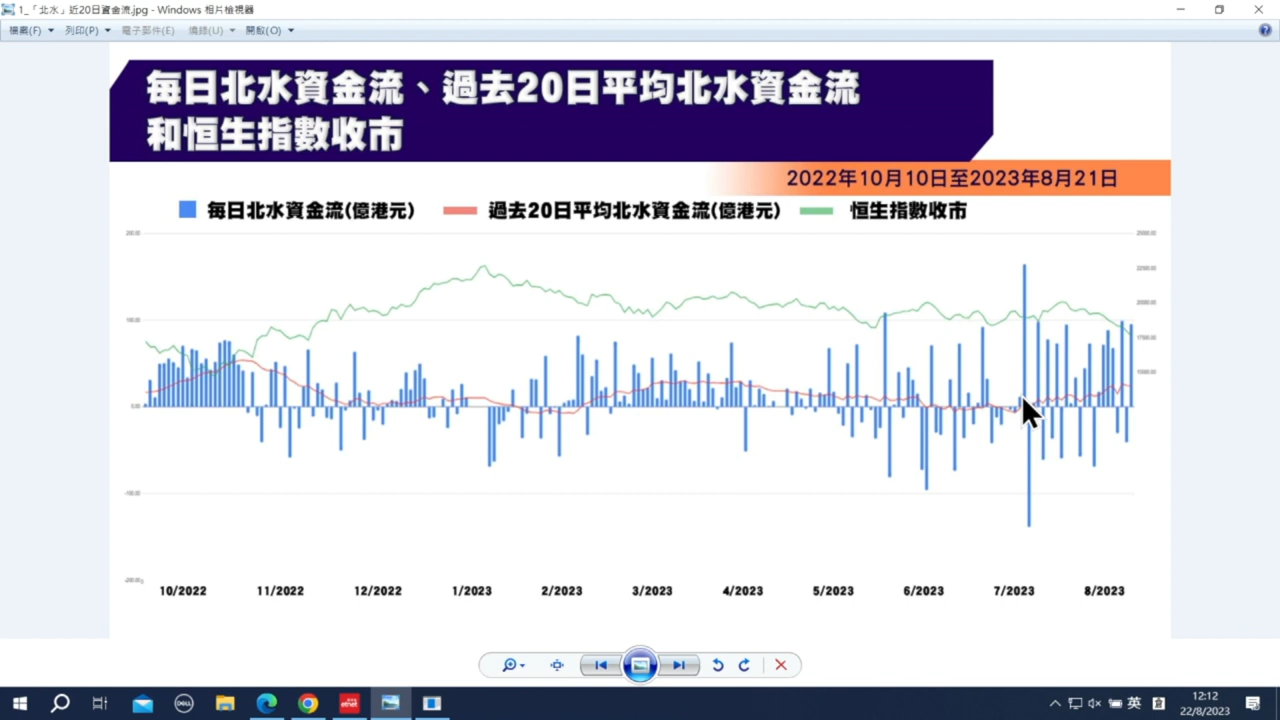 1_「北水」近20日資金流.jpg - Windows 相片檢視器
檔案(F) 列印(P) 電子郵件(E) 燒錄(U) 開啟(O)
每日北水資金流、過去20日平均北水資金流
和恒生指數收市
2022年10月10日至2023年8月21日
每日北水資金流(億港元) 過去20日平均北水資金流(億港元) 恒生指數收市
0.00
10/2022 11/2022 12/2022 1/2023 2/2023 3/2023 4/2023 5/2023 6/2023 7/2023 8/2023
DELL
etnet
英
12:12
22/8/2023